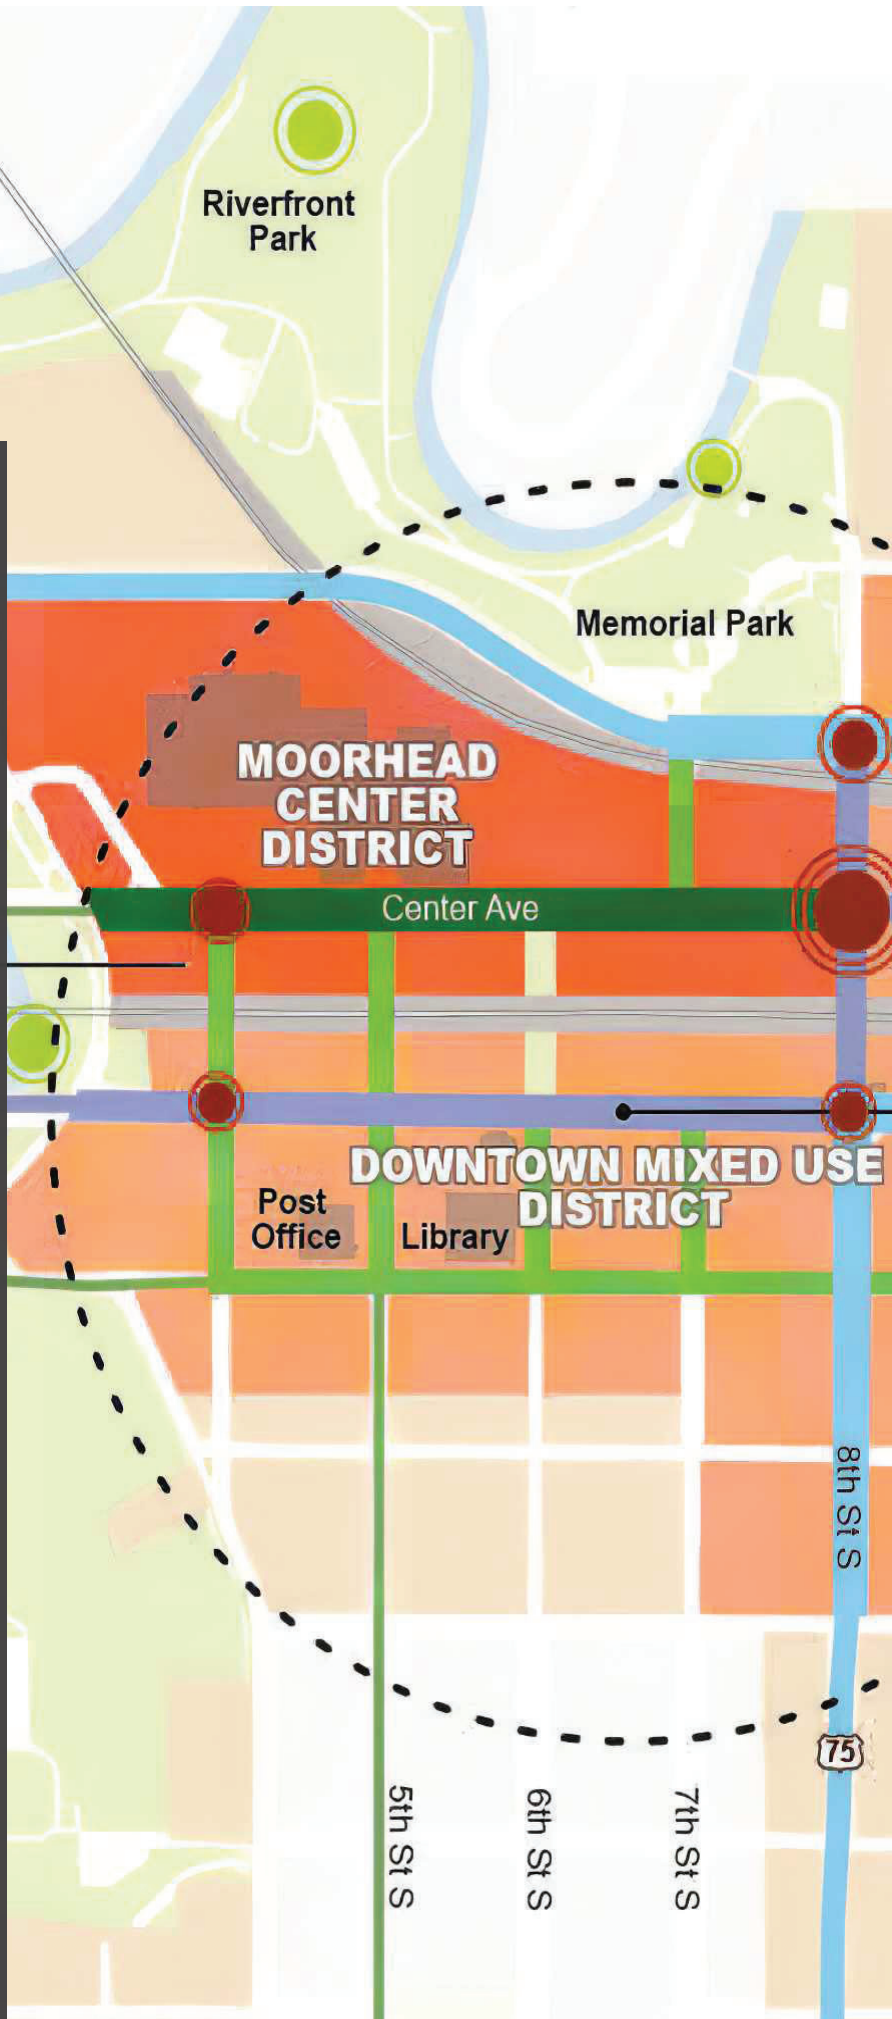 Riverfront
Park
Memorial Park
MOORHEAD
CENTER
DISTRICT
Center Ave
DOWNTOWN MIXED USE
DISTRICT
Post
Office
Library
8th St S
75
5th St S
6th St S
7th St S